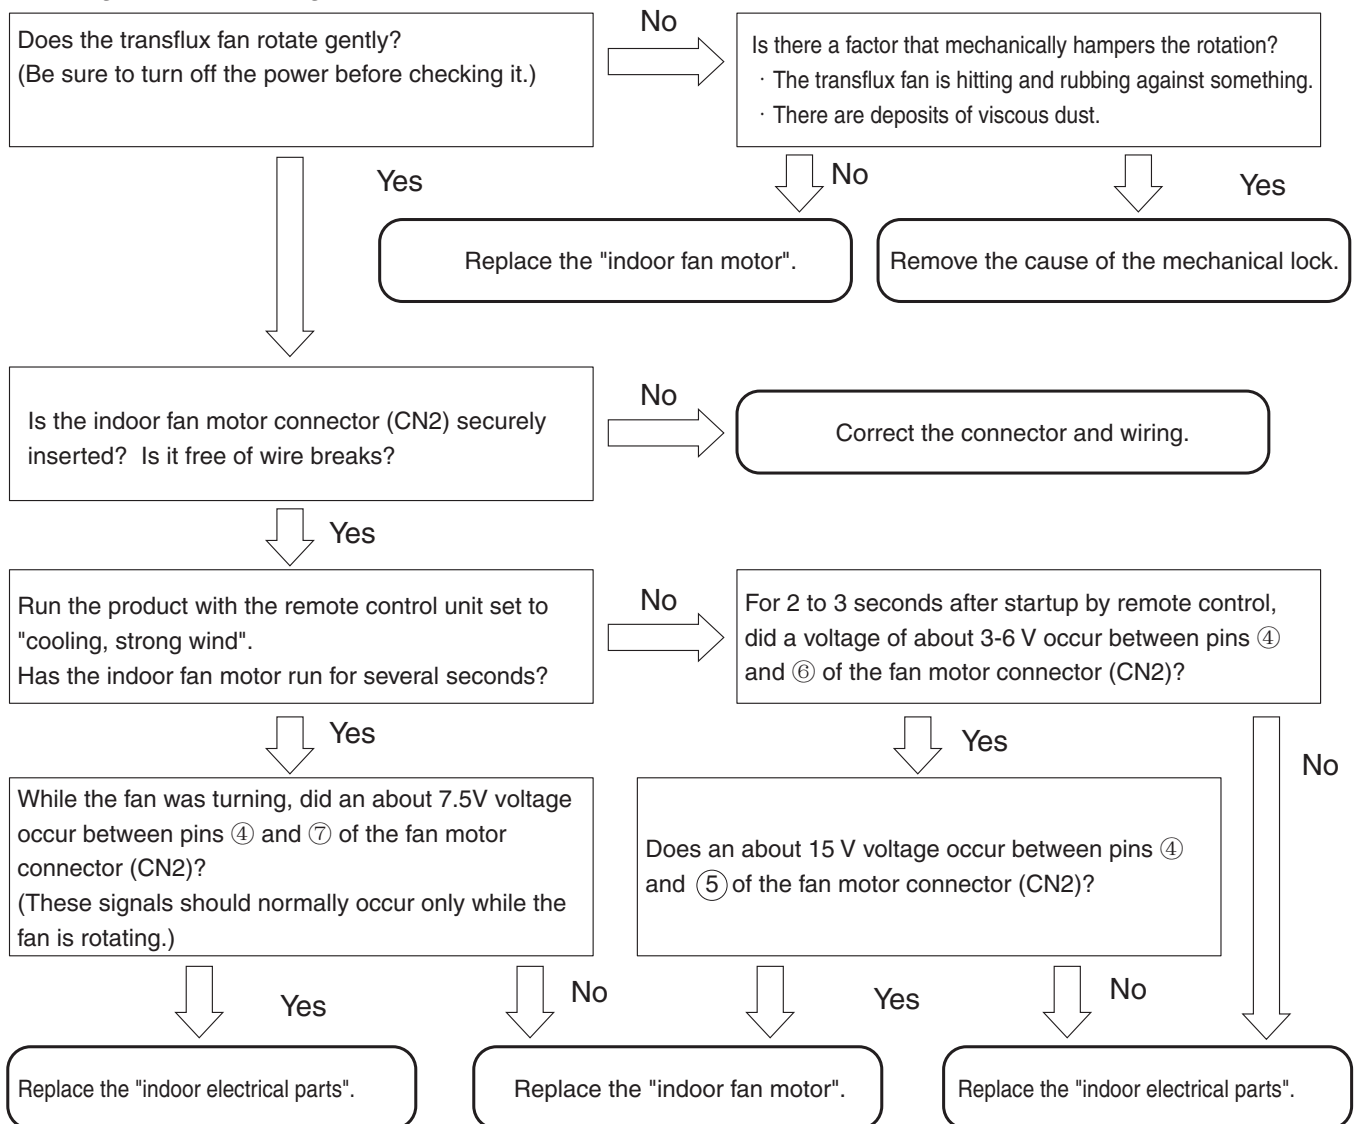 Does the transflux fan rotate gently?
(Be sure to turn off the power before checking it.)
No
Is there a factor that mechanically hampers the rotation?
· The transflux fan is hitting and rubbing against something.
· There are deposits of viscous dust.
Yes
No
Yes
Replace the "indoor fan motor".
Remove the cause of the mechanical lock.
Is the indoor fan motor connector (CN2) securely
inserted?  Is it free of wire breaks?
No
Correct the connector and wiring.
Yes
Run the product with the remote control unit set to
"cooling, strong wind".
Has the indoor fan motor run for several seconds?
No
For 2 to 3 seconds after startup by remote control,
did a voltage of about 3-6 V occur between pins ④
and ⑥ of the fan motor connector (CN2)?
Yes
Yes
No
While the fan was turning, did an about 7.5V voltage
occur between pins ④ and ⑦ of the fan motor
connector (CN2)?
(These signals should normally occur only while the
fan is rotating.)
Does an about 15 V voltage occur between pins ④
and ⑤ of the fan motor connector (CN2)?
Yes
No
Yes
No
Replace the "indoor electrical parts".
Replace the "indoor fan motor".
Replace the "indoor electrical parts".